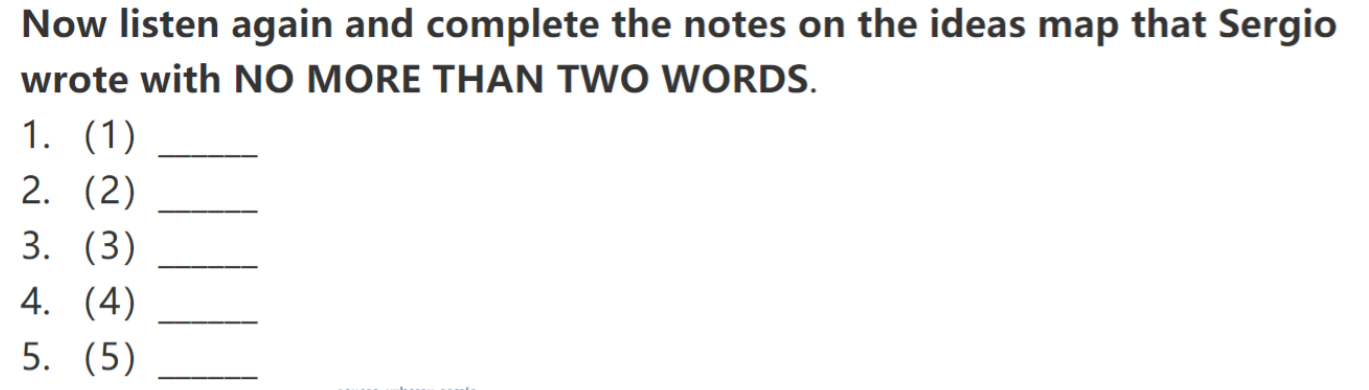 Now listen again and complete the notes on the ideas map that Sergio
wrote with NO MORE THAN TWO WORDS.
1. (1) ______
2. (2) ______
3. (3) ______
4. (4) ______
5. (5) ______